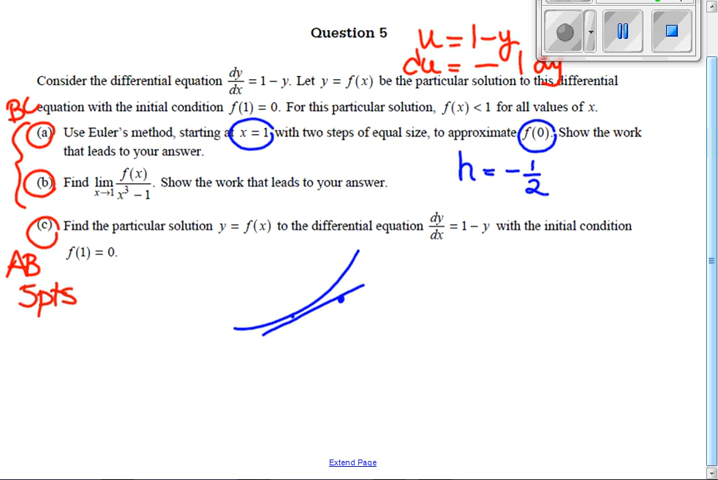 Question 5
u = 1 - y
du = - 1 dy
Consider the differential equation dy/dx = 1 − y. Let y = f(x) be the particular solution to this differential
equation with the initial condition f(1) = 0. For this particular solution, f(x) < 1 for all values of x.
BC
(a) Use Euler's method, starting at x = 1, with two steps of equal size, to approximate f(0). Show the work
that leads to your answer.
h = - 1/2
(b) Find lim x→1 f(x)/(x³ − 1). Show the work that leads to your answer.
(c) Find the particular solution y = f(x) to the differential equation dy/dx = 1 − y with the initial condition
f(1) = 0.
AB
5pts
Extend Page